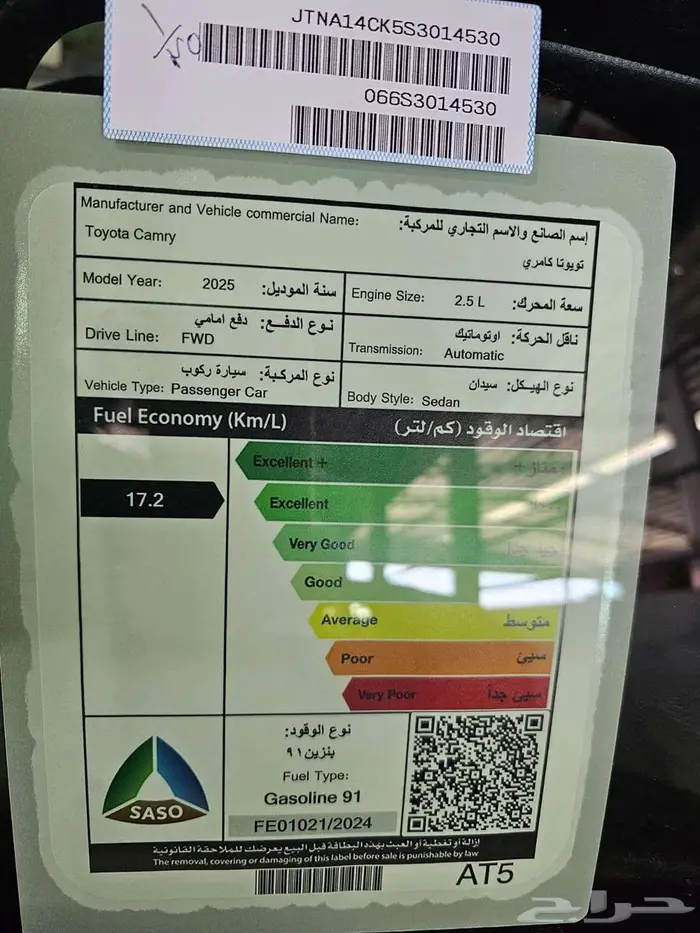 JTNA14CK5S3014530
066S3014530
Manufacturer and Vehicle commercial Name:
إسم الصانع والاسم التجاري للمركبة:
Toyota Camry
تويوتا كامري
Model Year: 2025 سنة الموديل:
Engine Size: 2.5 L سعة المحرك:
نوع الدفع: دفع امامي
Drive Line: FWD
ناقل الحركة: اوتوماتيك
Transmission: Automatic
نوع المركبة: سيارة ركوب
Vehicle Type: Passenger Car
نوع الهيكل: سيدان
Body Style: Sedan
Fuel Economy (Km/L) اقتصاد الوقود (كم/لتر)
Excellent + ممتاز +
17.2
Excellent
Very Good جيد جداً
Good
Average متوسط
Poor سيئ
Very Poor سيئ جداً
نوع الوقود:
بنزين ٩١
Fuel Type:
Gasoline 91
FE01021/2024
SASO
إزالة أو تغطية أو العبث بهذه البطاقة قبل البيع يعرضك للملاحقة القانونية
The removal, covering or damaging of this label before sale is punishable by law
AT5
حراج